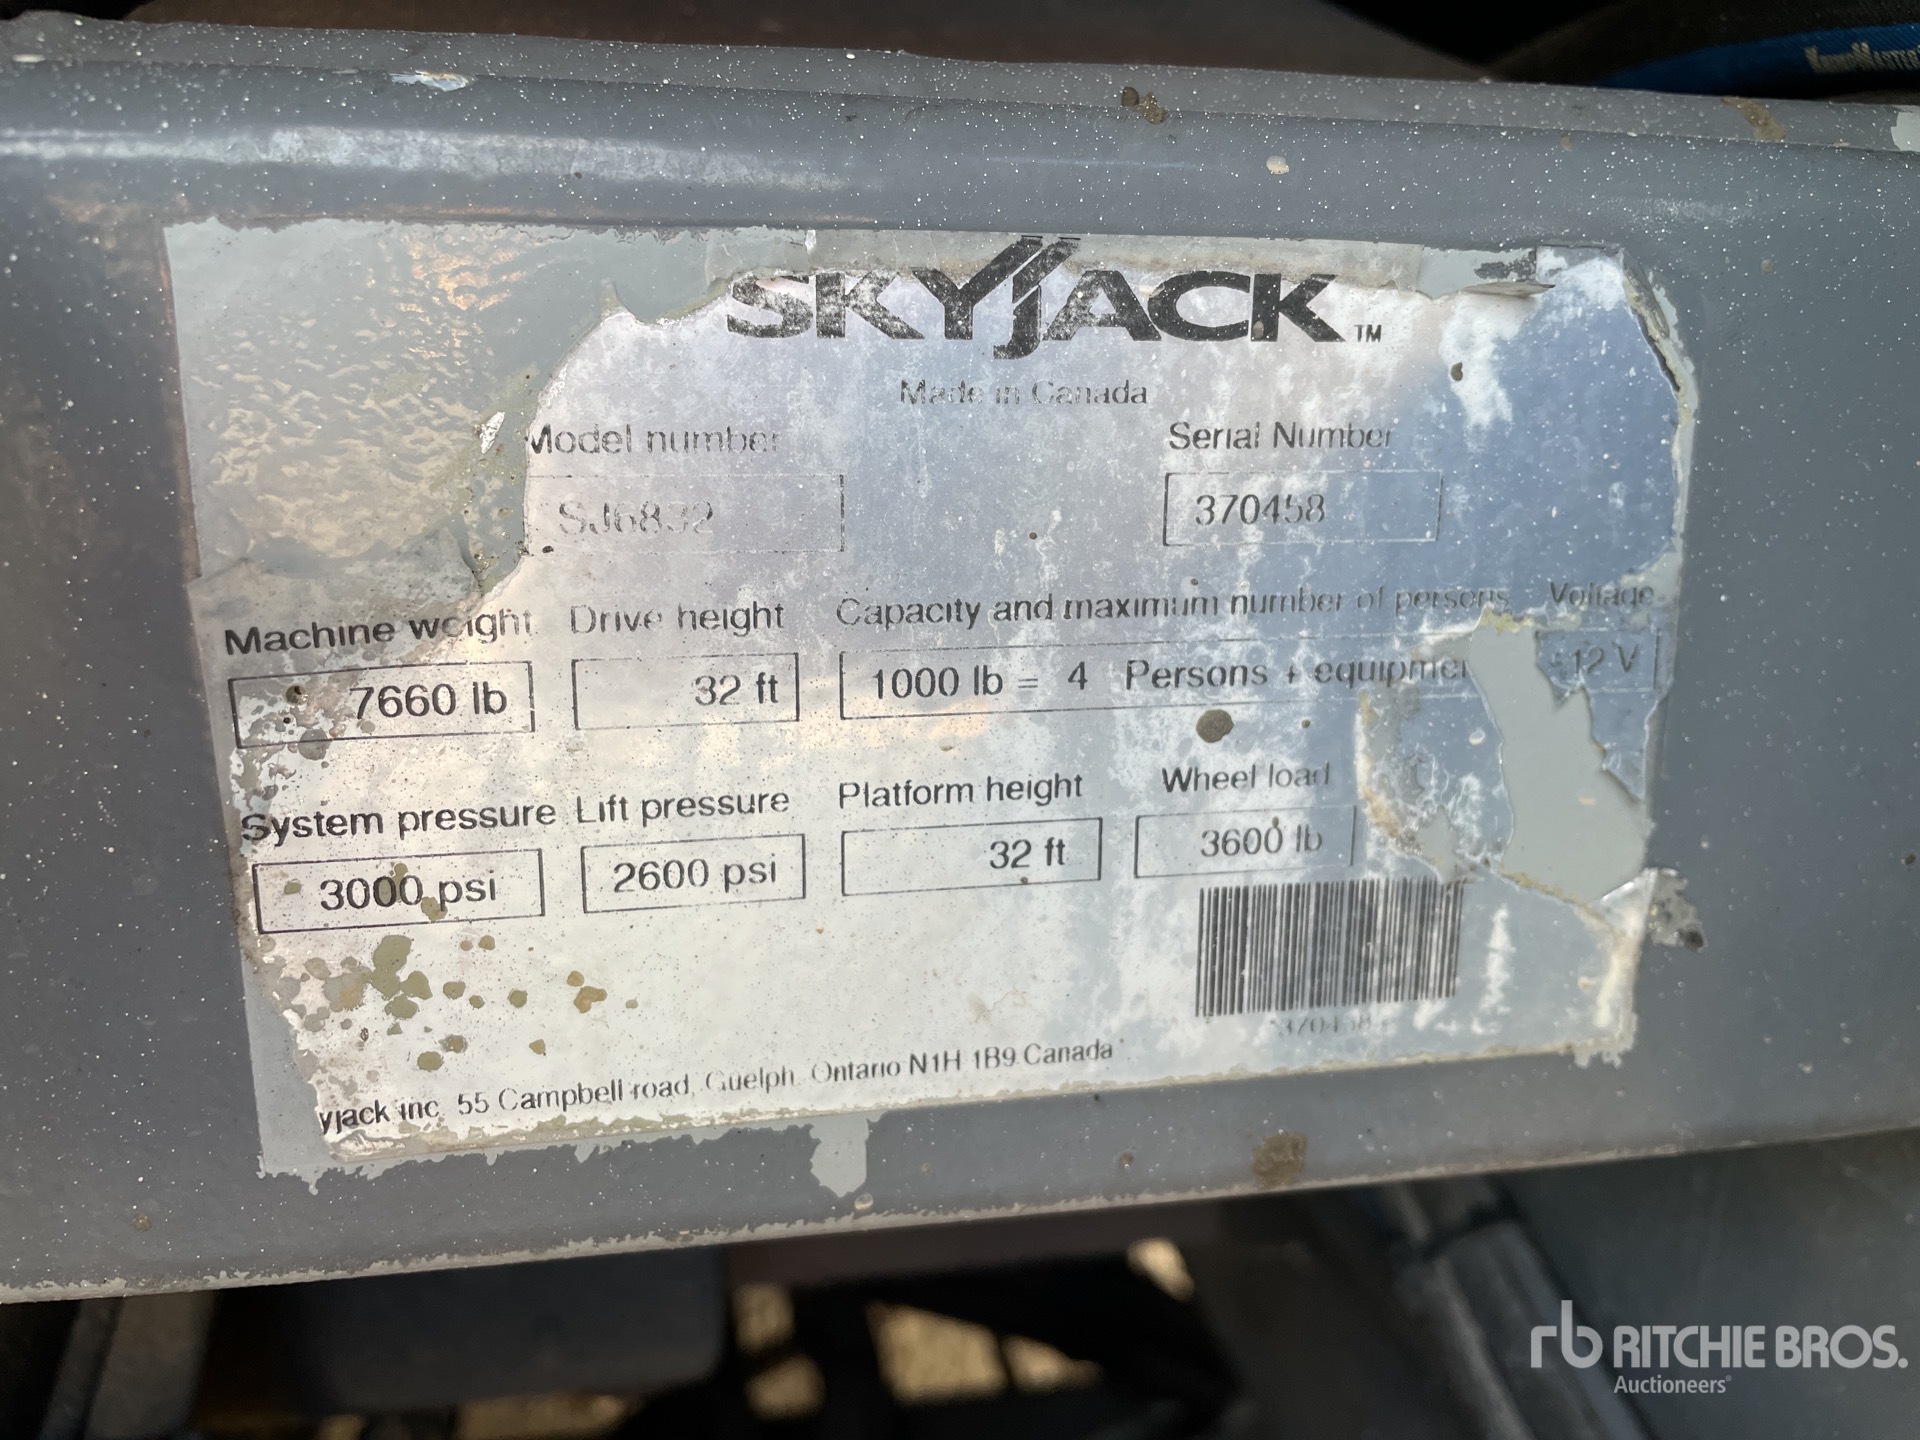 SKYJACK TM
Made in Canada
Model number Serial Number
SJ6832 370458
Machine weight Drive height Capacity and maximum number of persons Voltage
7660 lb 32 ft 1000 lb = 4 Persons + equipmen 12 V
System pressure Lift pressure Platform height Wheel load
3000 psi 2600 psi 32 ft 3600 lb
370458
yjack inc. 55 Campbell road, Guelph. Ontario N1H 1B9 Canada
rb RITCHIE BROS.
Auctioneers